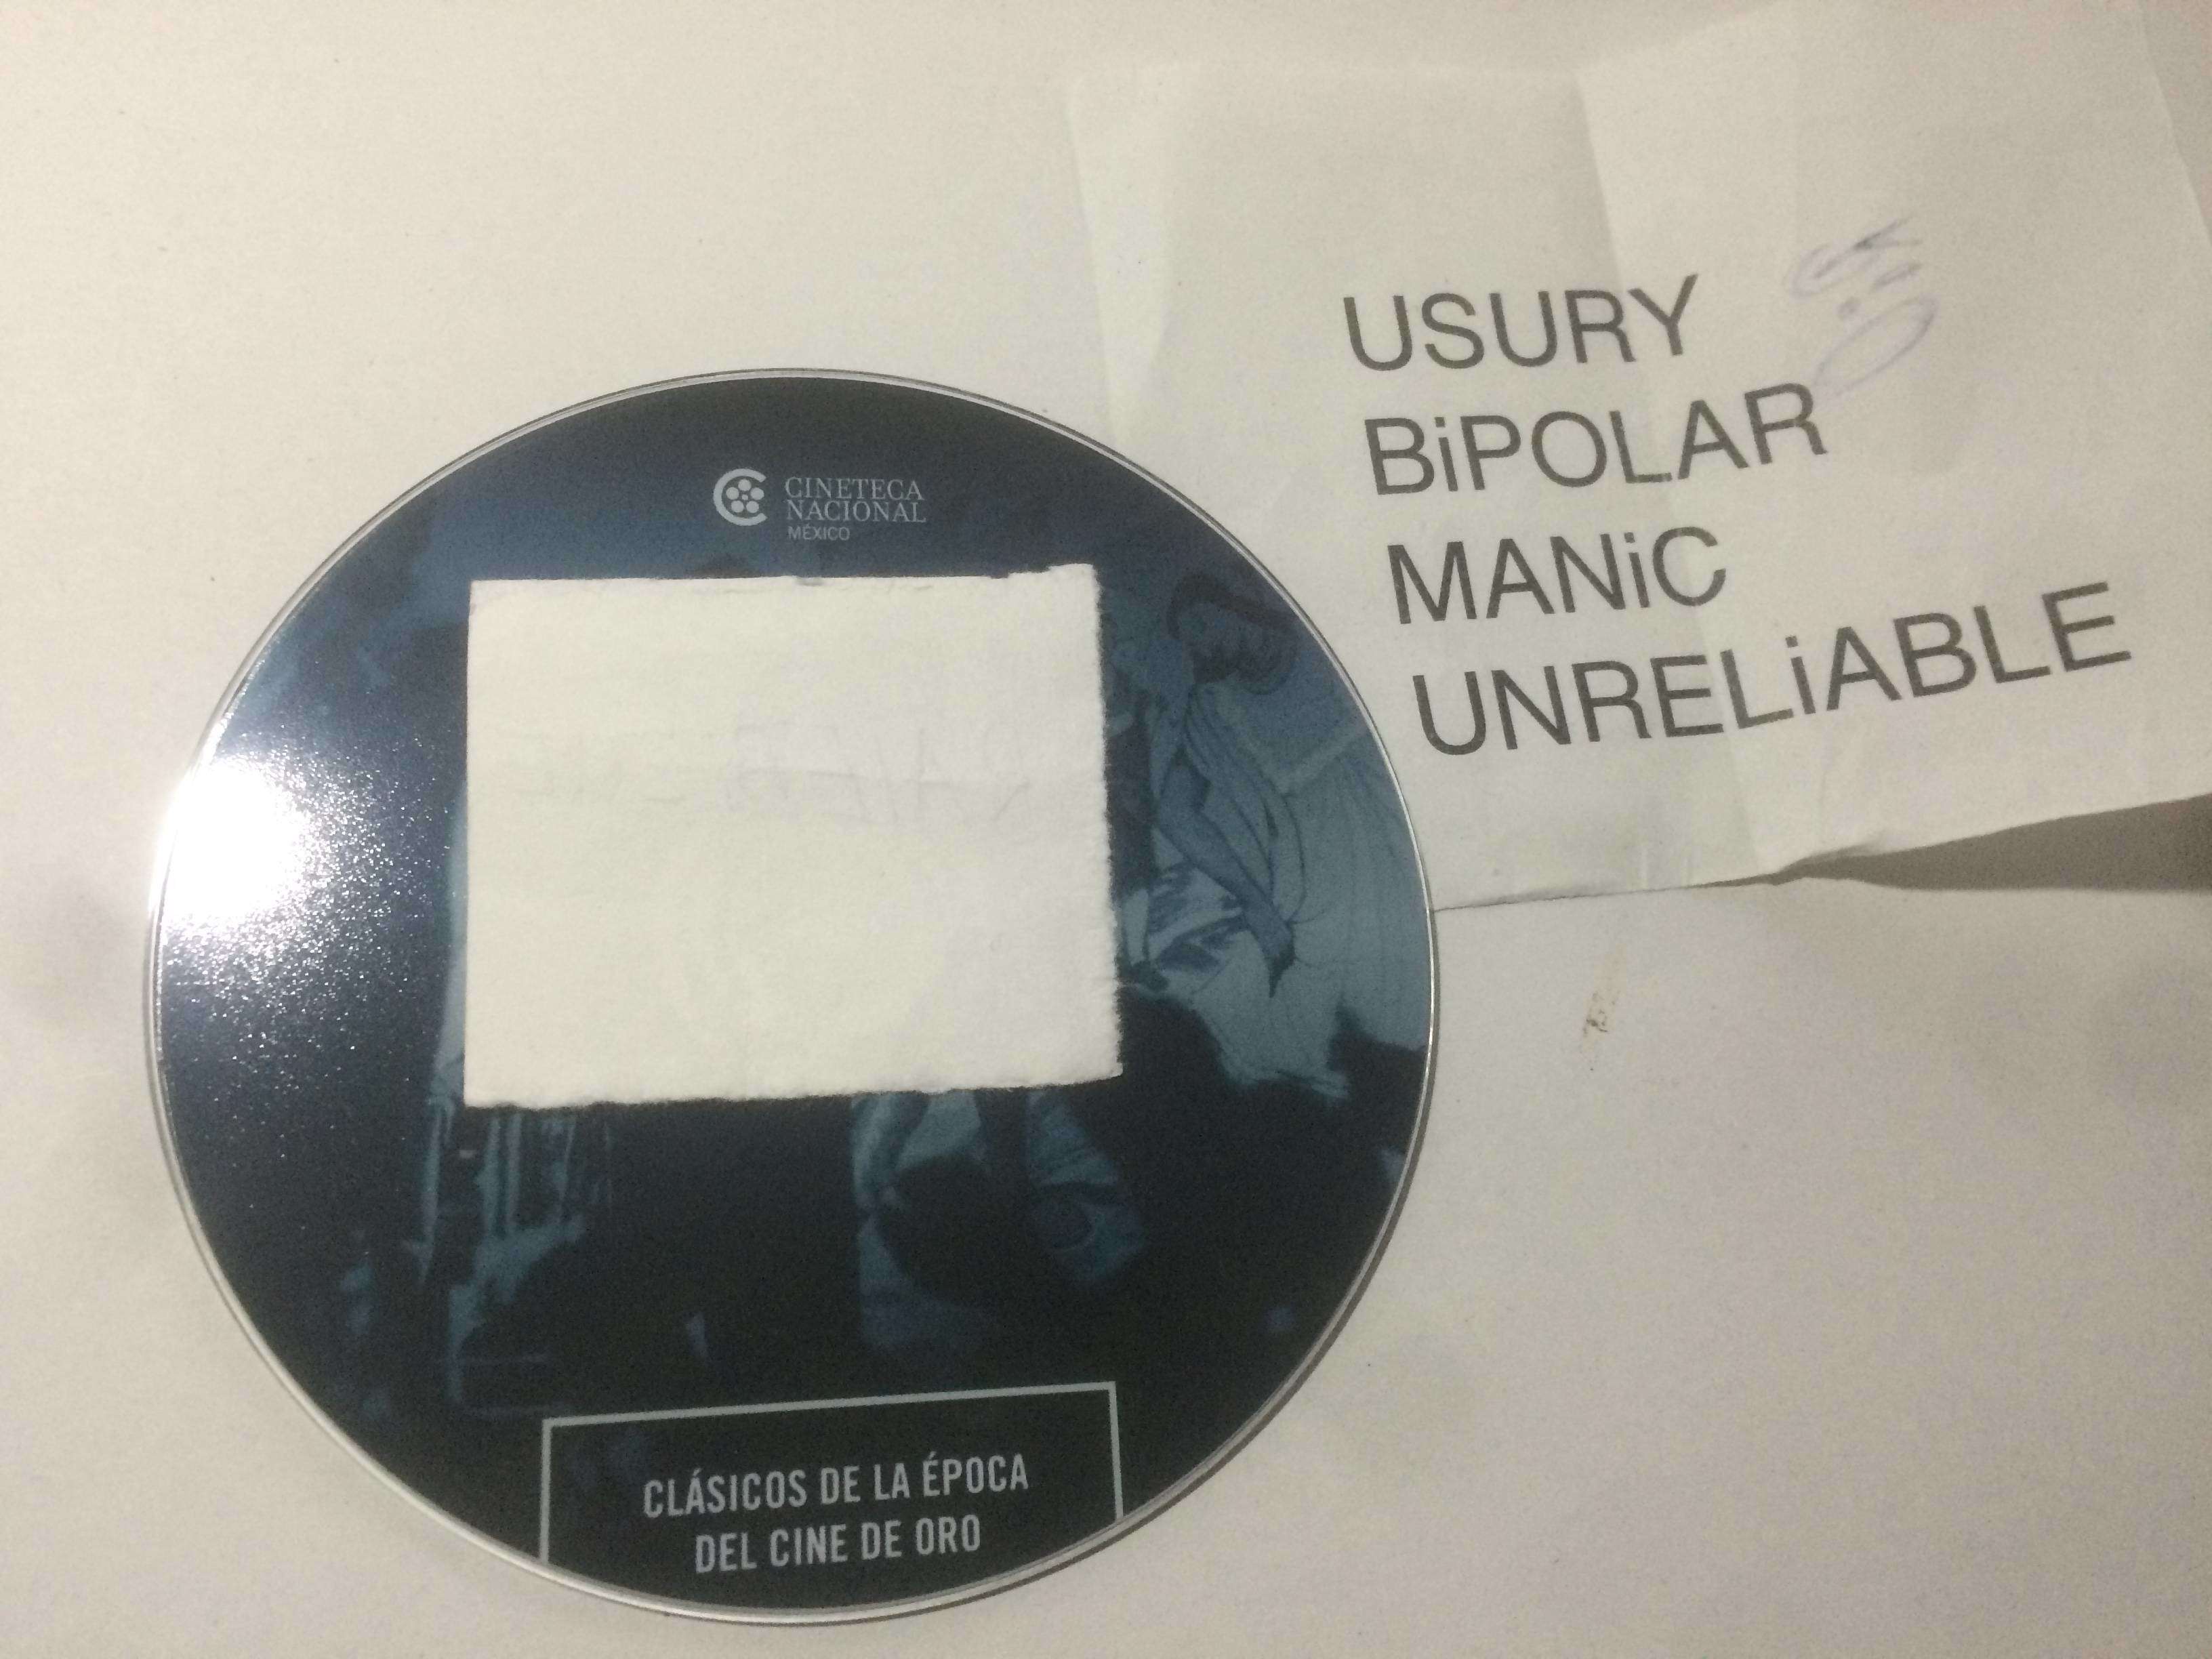 CINETECA
NACIONAL
MÉXICO
CLÁSICOS DE LA ÉPOCA
DEL CINE DE ORO
USURY
BiPOLAR
MANiC
UNRELiABLE